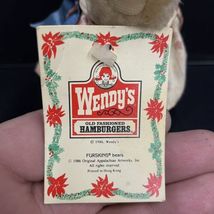 WENDY'S
OLD FASHIONED
HAMBURGERS
© 1986, Wendy's
FURSKINS® bears
© 1986 Original Appalachian Artworks, Inc.
All rights reserved
Printed in Hong Kong